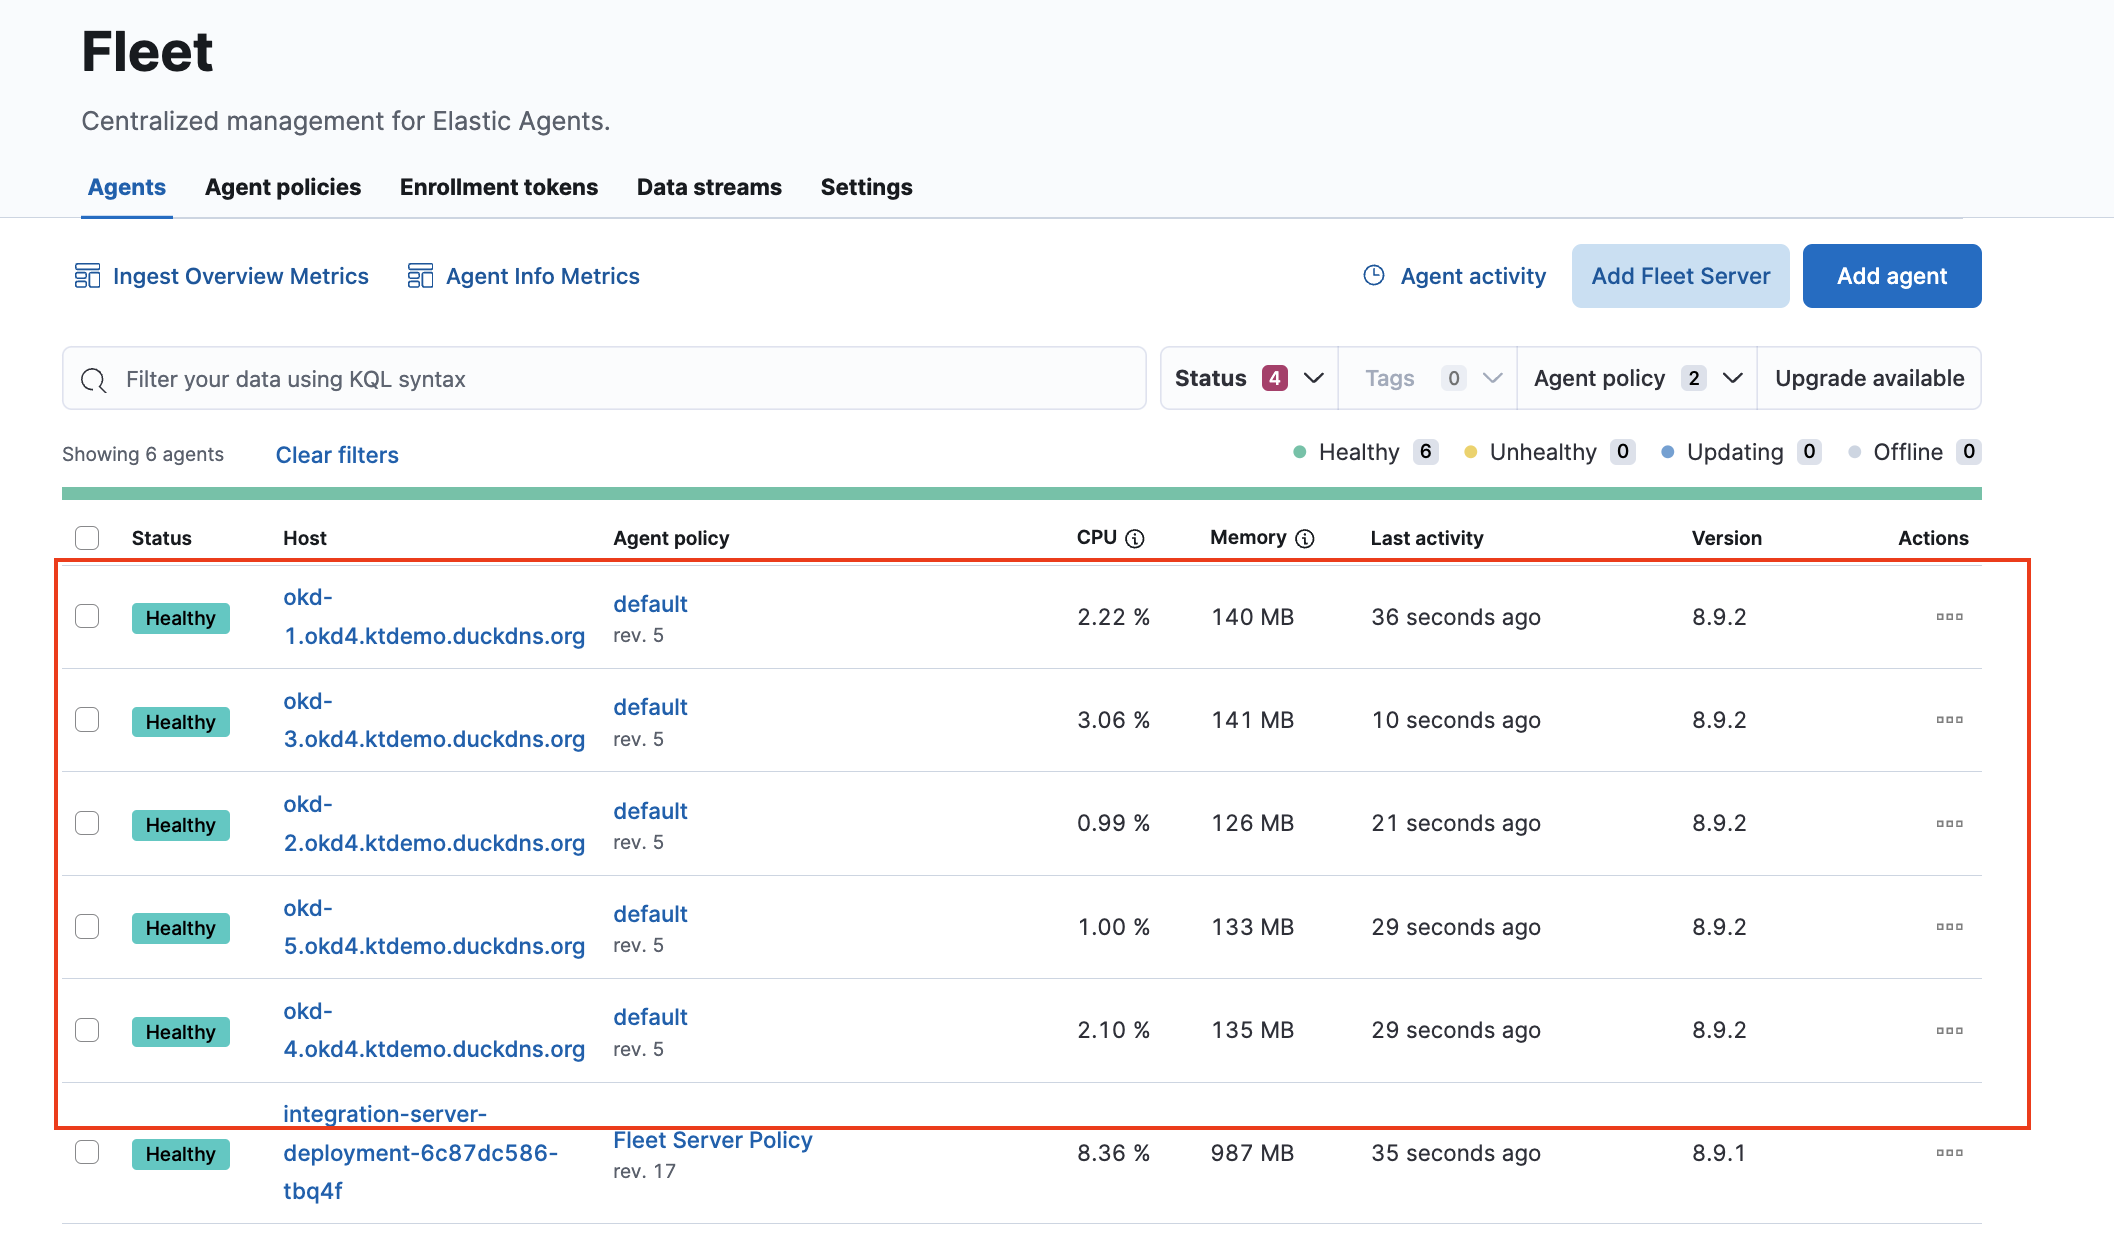 Fleet
Centralized management for Elastic Agents.
Agents Agent policies Enrollment tokens Data streams Settings
Ingest Overview Metrics Agent Info Metrics Agent activity Add Fleet Server Add agent
Filter your data using KQL syntax Status 4 Tags 0 Agent policy 2 Upgrade available
Showing 6 agents Clear filters Healthy 6 Unhealthy 0 Updating 0 Offline 0
Status Host Agent policy CPU Memory Last activity Version Actions
Healthy okd-
1.okd4.ktdemo.duckdns.org default
rev. 5 2.22 % 140 MB 36 seconds ago 8.9.2
Healthy okd-
3.okd4.ktdemo.duckdns.org default
rev. 5 3.06 % 141 MB 10 seconds ago 8.9.2
Healthy okd-
2.okd4.ktdemo.duckdns.org default
rev. 5 0.99 % 126 MB 21 seconds ago 8.9.2
Healthy okd-
5.okd4.ktdemo.duckdns.org default
rev. 5 1.00 % 133 MB 29 seconds ago 8.9.2
Healthy okd-
4.okd4.ktdemo.duckdns.org default
rev. 5 2.10 % 135 MB 29 seconds ago 8.9.2
Healthy integration-server-
deployment-6c87dc586-
tbq4f Fleet Server Policy
rev. 17 8.36 % 987 MB 35 seconds ago 8.9.1